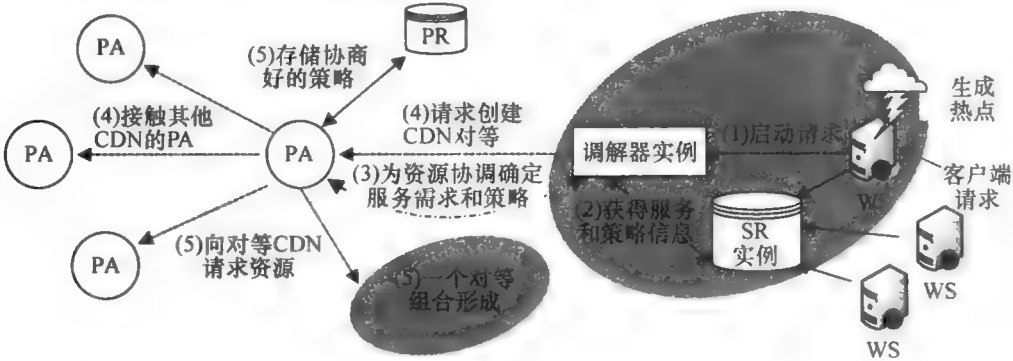 PA
PR
(5)存储协商
好的策略
(4)接触其他
CDN的PA
PA
PA
(4)请求创建
CDN对等
(3)为资源协调确定
服务需求和策略
调解器实例
(1)启动请求
生成
热点
客户端
请求
(2)获得服务
和策略信息
SR
实例
WS
WS
PA
(5)向对等CDN
请求资源
一个对等
组合形成